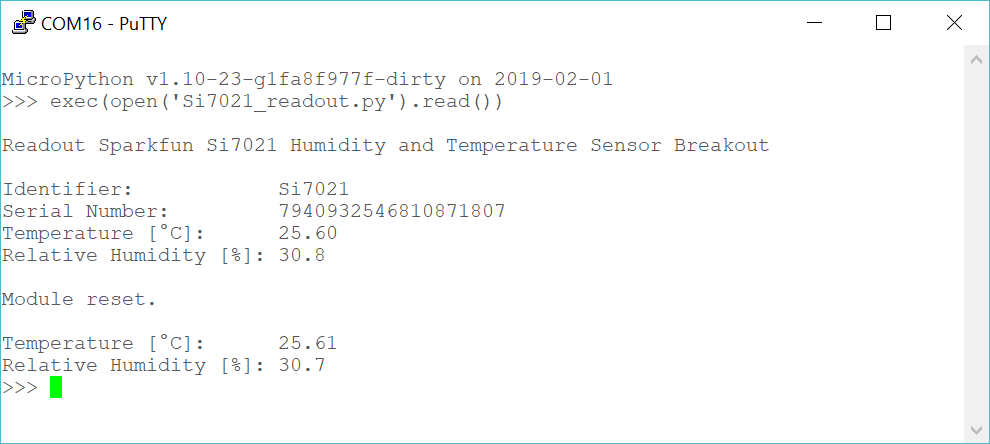 COM16 - PuTTY
MicroPython v1.10-23-g1fa8f977f-dirty on 2019-02-01
>>> exec(open('Si7021_readout.py').read())
Readout Sparkfun Si7021 Humidity and Temperature Sensor Breakout
Identifier: Si7021
Serial Number: 7940932546810871807
Temperature [°C]: 25.60
Relative Humidity [%]: 30.8
Module reset.
Temperature [°C]: 25.61
Relative Humidity [%]: 30.7
>>>